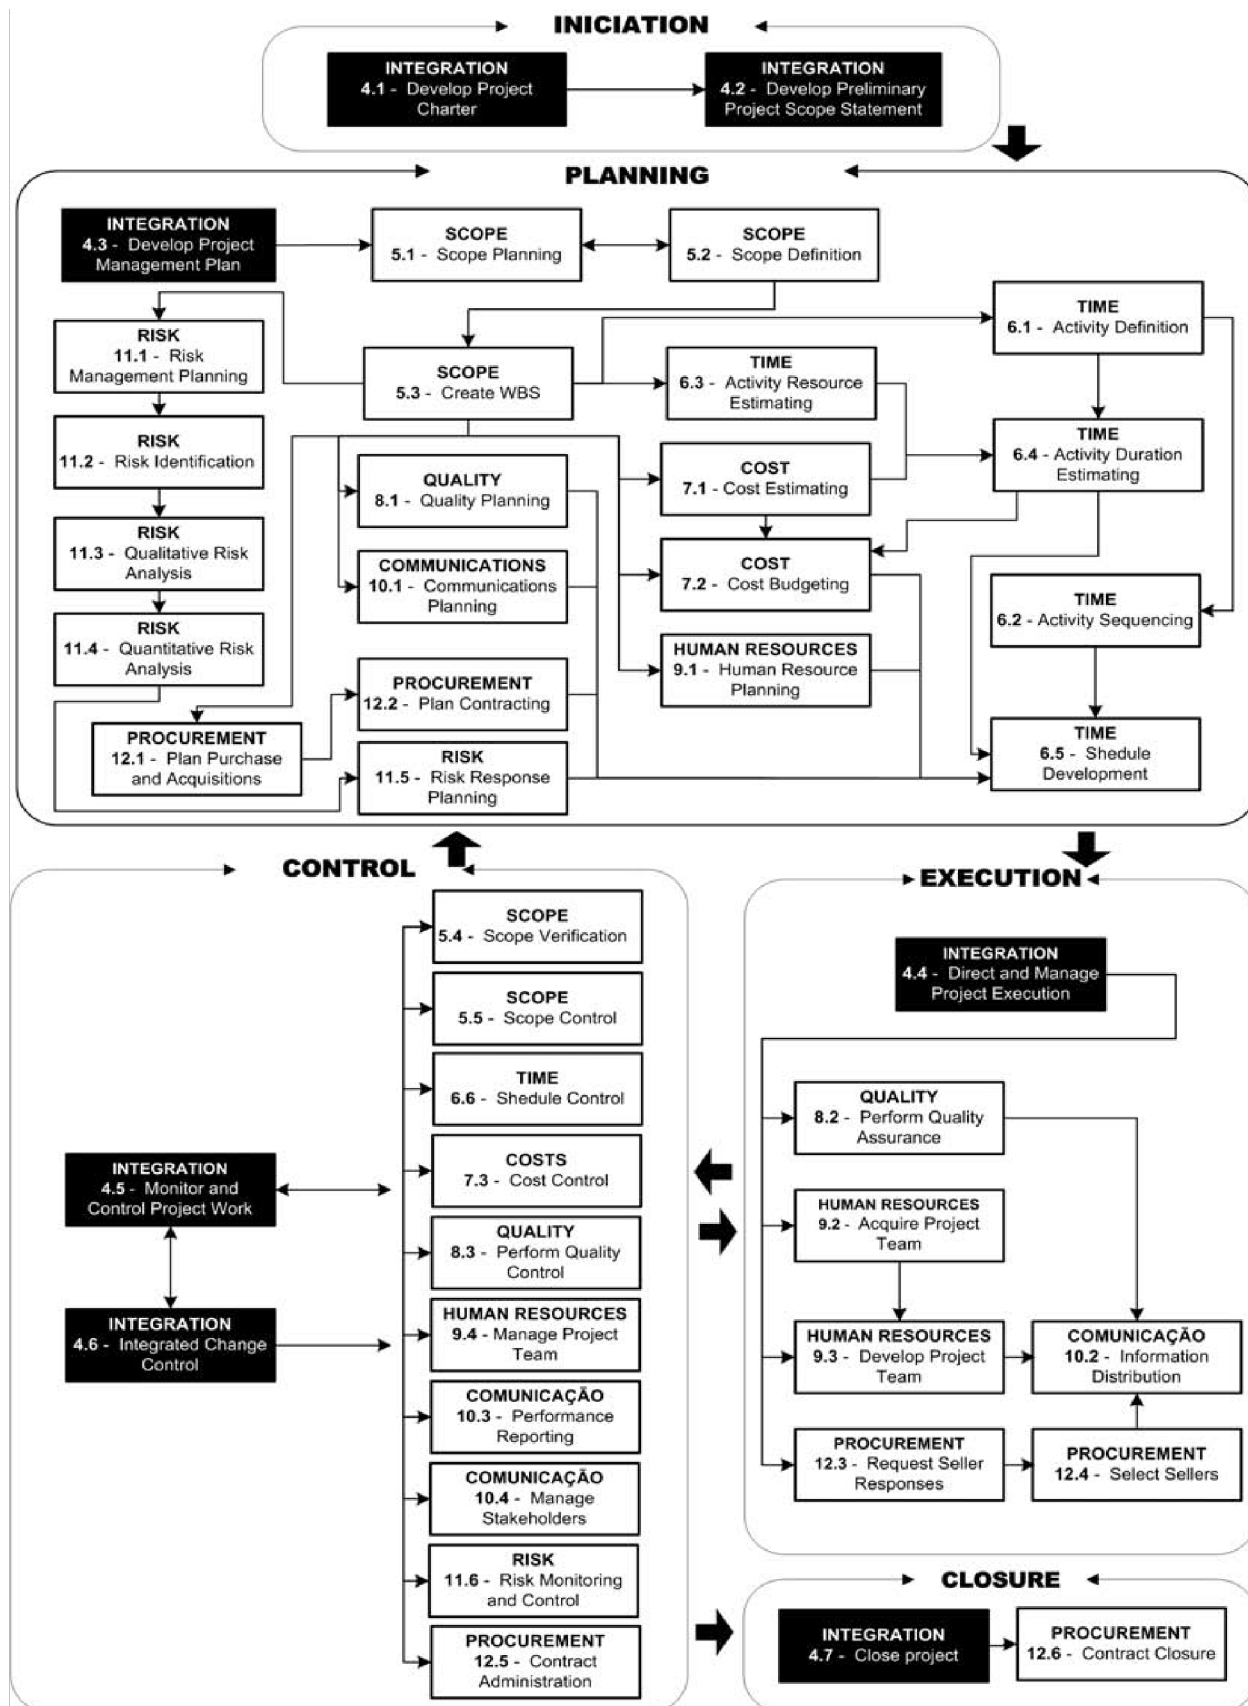 INICIATION
INTEGRATION
4.1 - Develop Project
Charter
INTEGRATION
4.2 - Develop Preliminary
Project Scope Statement
PLANNING
INTEGRATION
4.3 - Develop Project
Management Plan
SCOPE
5.1 - Scope Planning
SCOPE
5.2 - Scope Definition
TIME
6.1 - Activity Definition
RISK
11.1 - Risk
Management Planning
SCOPE
5.3 - Create WBS
TIME
6.3 - Activity Resource
Estimating
RISK
11.2 - Risk Identification
QUALITY
8.1 - Quality Planning
COST
7.1 - Cost Estimating
TIME
6.4 - Activity Duration
Estimating
RISK
11.3 - Qualitative Risk
Analysis
COMMUNICATIONS
10.1 - Communications
Planning
COST
7.2 - Cost Budgeting
TIME
6.2 - Activity Sequencing
RISK
11.4 - Quantitative Risk
Analysis
PROCUREMENT
12.2 - Plan Contracting
HUMAN RESOURCES
9.1 - Human Resource
Planning
PROCUREMENT
12.1 - Plan Purchase
and Acquisitions
RISK
11.5 - Risk Response
Planning
TIME
6.5 - Shedule
Development
CONTROL
SCOPE
5.4 - Scope Verification
SCOPE
5.5 - Scope Control
TIME
6.6 - Shedule Control
INTEGRATION
4.5 - Monitor and
Control Project Work
COSTS
7.3 - Cost Control
QUALITY
8.3 - Perform Quality
Control
INTEGRATION
4.6 - Integrated Change
Control
HUMAN RESOURCES
9.4 - Manage Project
Team
COMUNICAÇÃO
10.3 - Performance
Reporting
COMUNICAÇÃO
10.4 - Manage
Stakeholders
RISK
11.6 - Risk Monitoring
and Control
PROCUREMENT
12.5 - Contract
Administration
EXECUTION
INTEGRATION
4.4 - Direct and Manage
Project Execution
QUALITY
8.2 - Perform Quality
Assurance
HUMAN RESOURCES
9.2 - Acquire Project
Team
HUMAN RESOURCES
9.3 - Develop Project
Team
COMUNICAÇÃO
10.2 - Information
Distribution
PROCUREMENT
12.3 - Request Seller
Responses
PROCUREMENT
12.4 - Select Sellers
CLOSURE
INTEGRATION
4.7 - Close project
PROCUREMENT
12.6 - Contract Closure